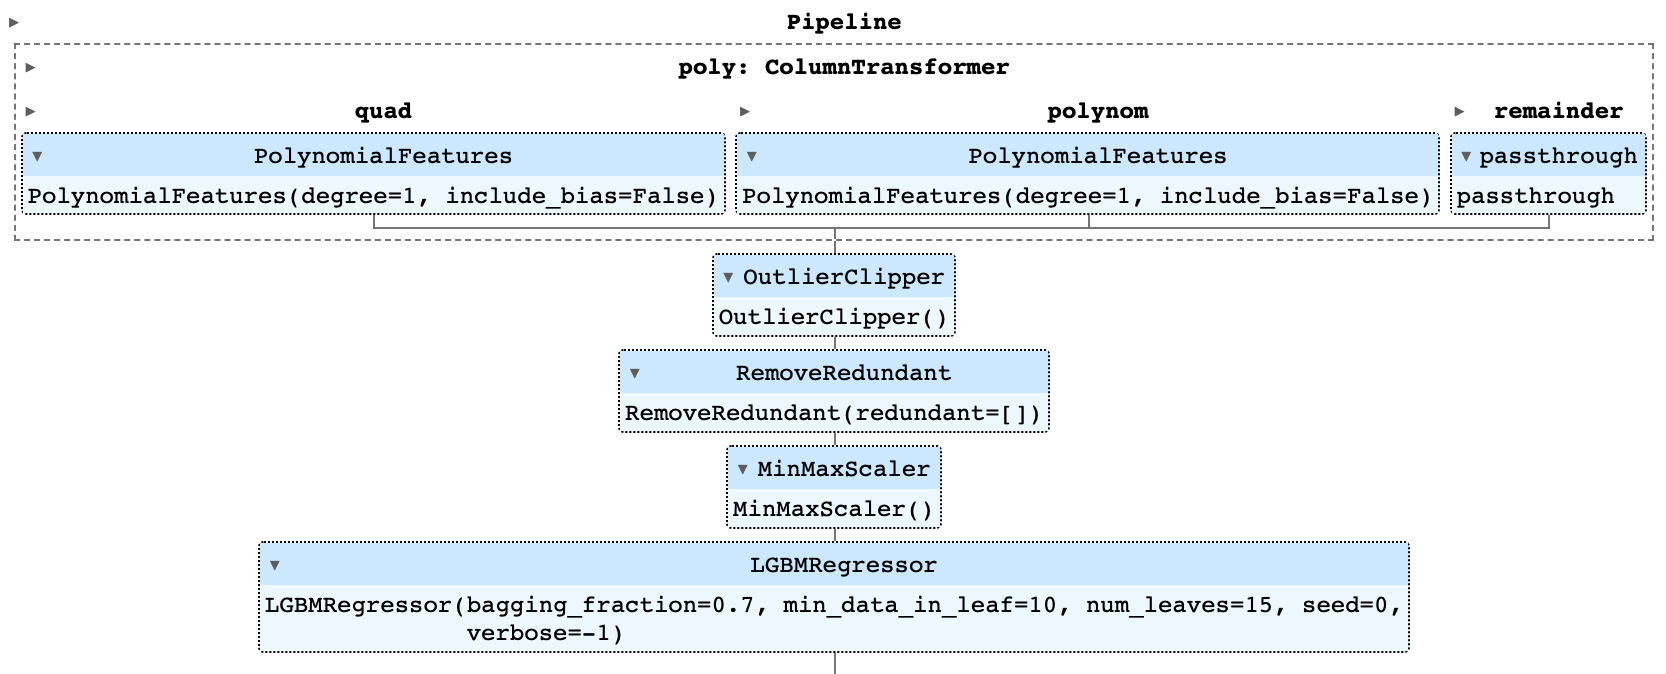 Pipeline
poly: ColumnTransformer
quad
polynom
remainder
PolynomialFeatures
PolynomialFeatures
passthrough
PolynomialFeatures(degree=1, include_bias=False)
PolynomialFeatures(degree=1, include_bias=False)
passthrough
OutlierClipper
OutlierClipper()
RemoveRedundant
RemoveRedundant(redundant=[])
MinMaxScaler
MinMaxScaler()
LGBMRegressor
LGBMRegressor(bagging_fraction=0.7, min_data_in_leaf=10, num_leaves=15, seed=0,
verbose=-1)